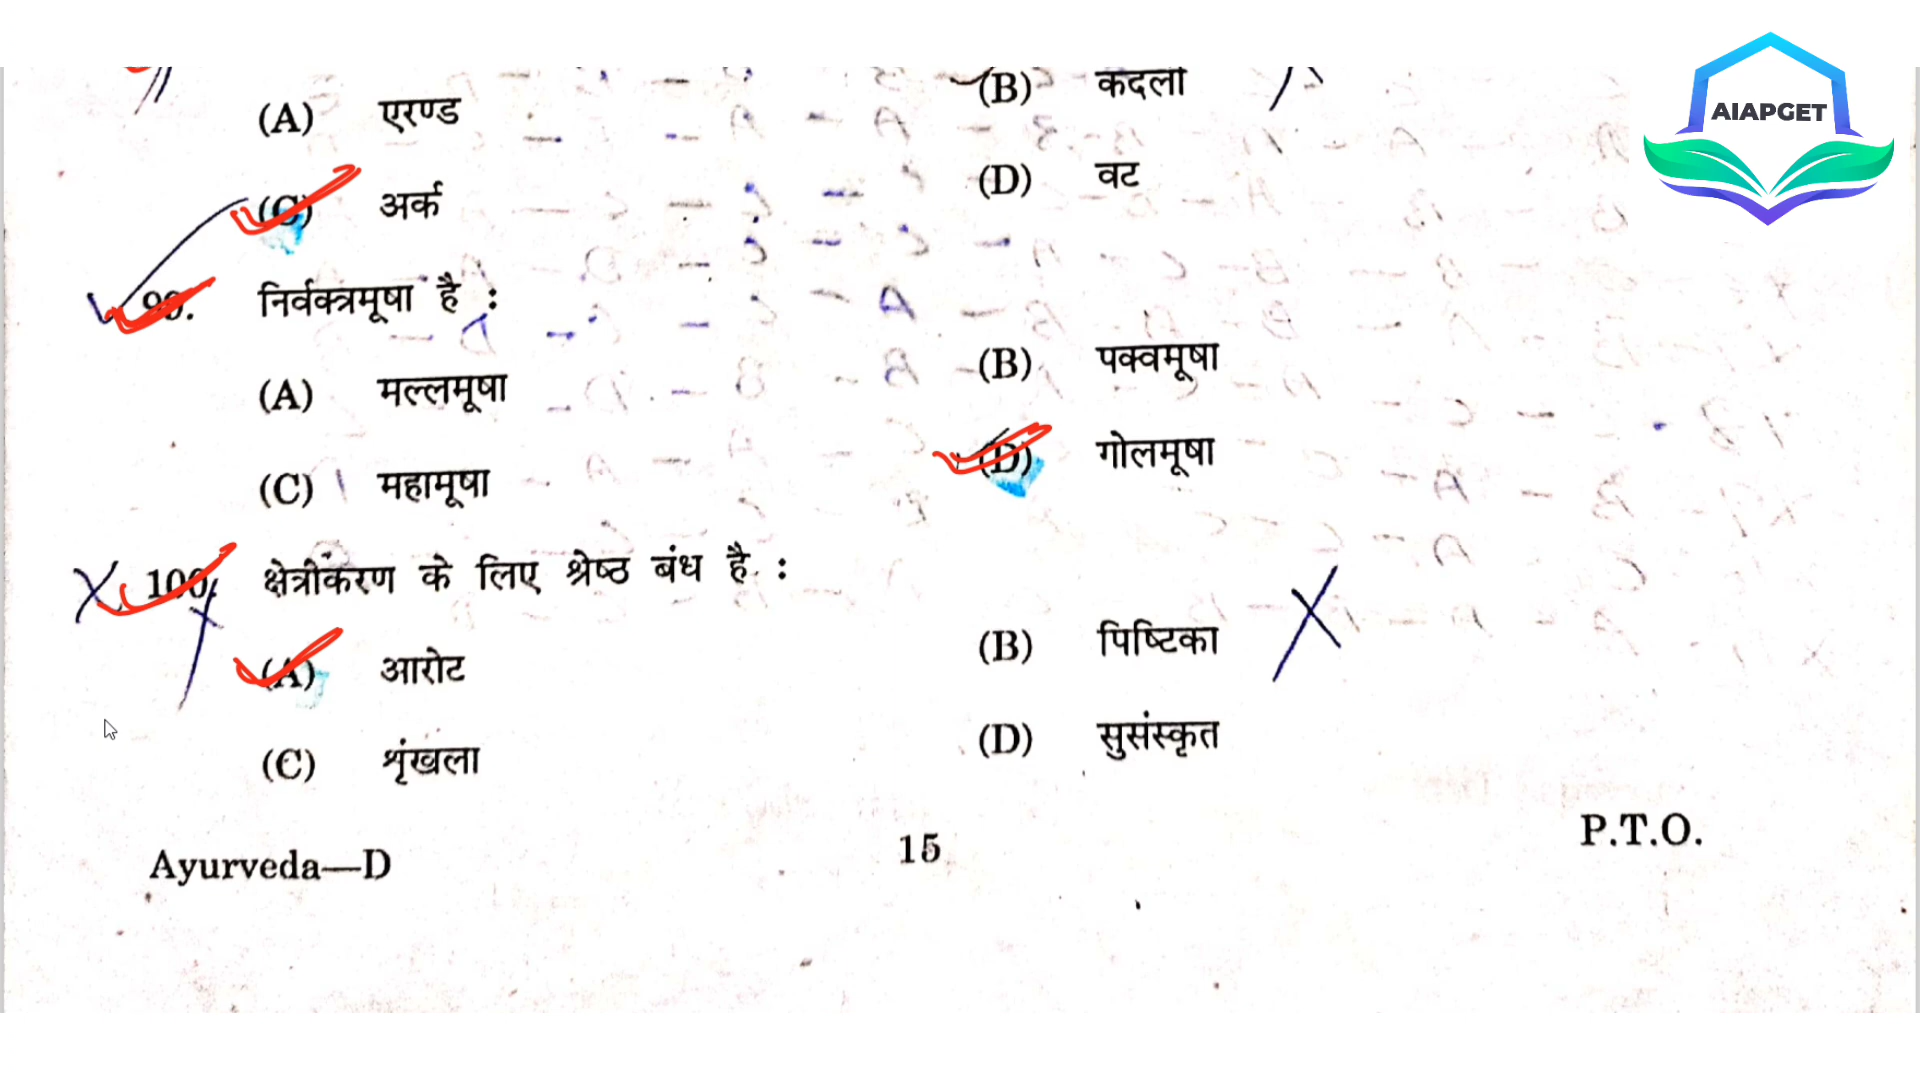 AIAPGET
(A) एरण्ड (B) कदली
(C) अर्क (D) वट
99. निर्वक्त्रमूषा है :
(A) मल्लमूषा (B) पक्वमूषा
(C) महामूषा (D) गोलमूषा
100. क्षेत्रीकरण के लिए श्रेष्ठ बंध है :
(A) आरोट (B) पिष्टिका
(C) शृंखला (D) सुसंस्कृत
Ayurveda—D 15 P.T.O.